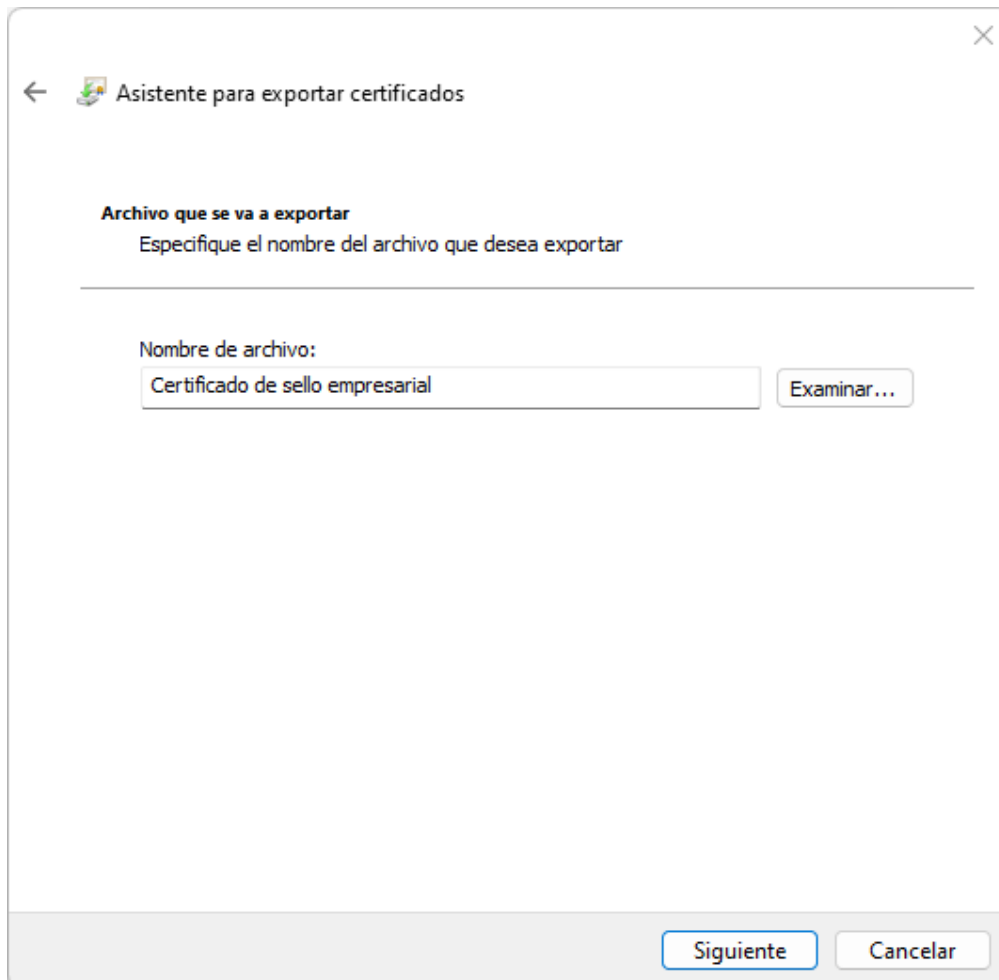 Asistente para exportar certificados
Archivo que se va a exportar
Especifique el nombre del archivo que desea exportar
Nombre de archivo:
Certificado de sello empresarial
Examinar...
Siguiente
Cancelar